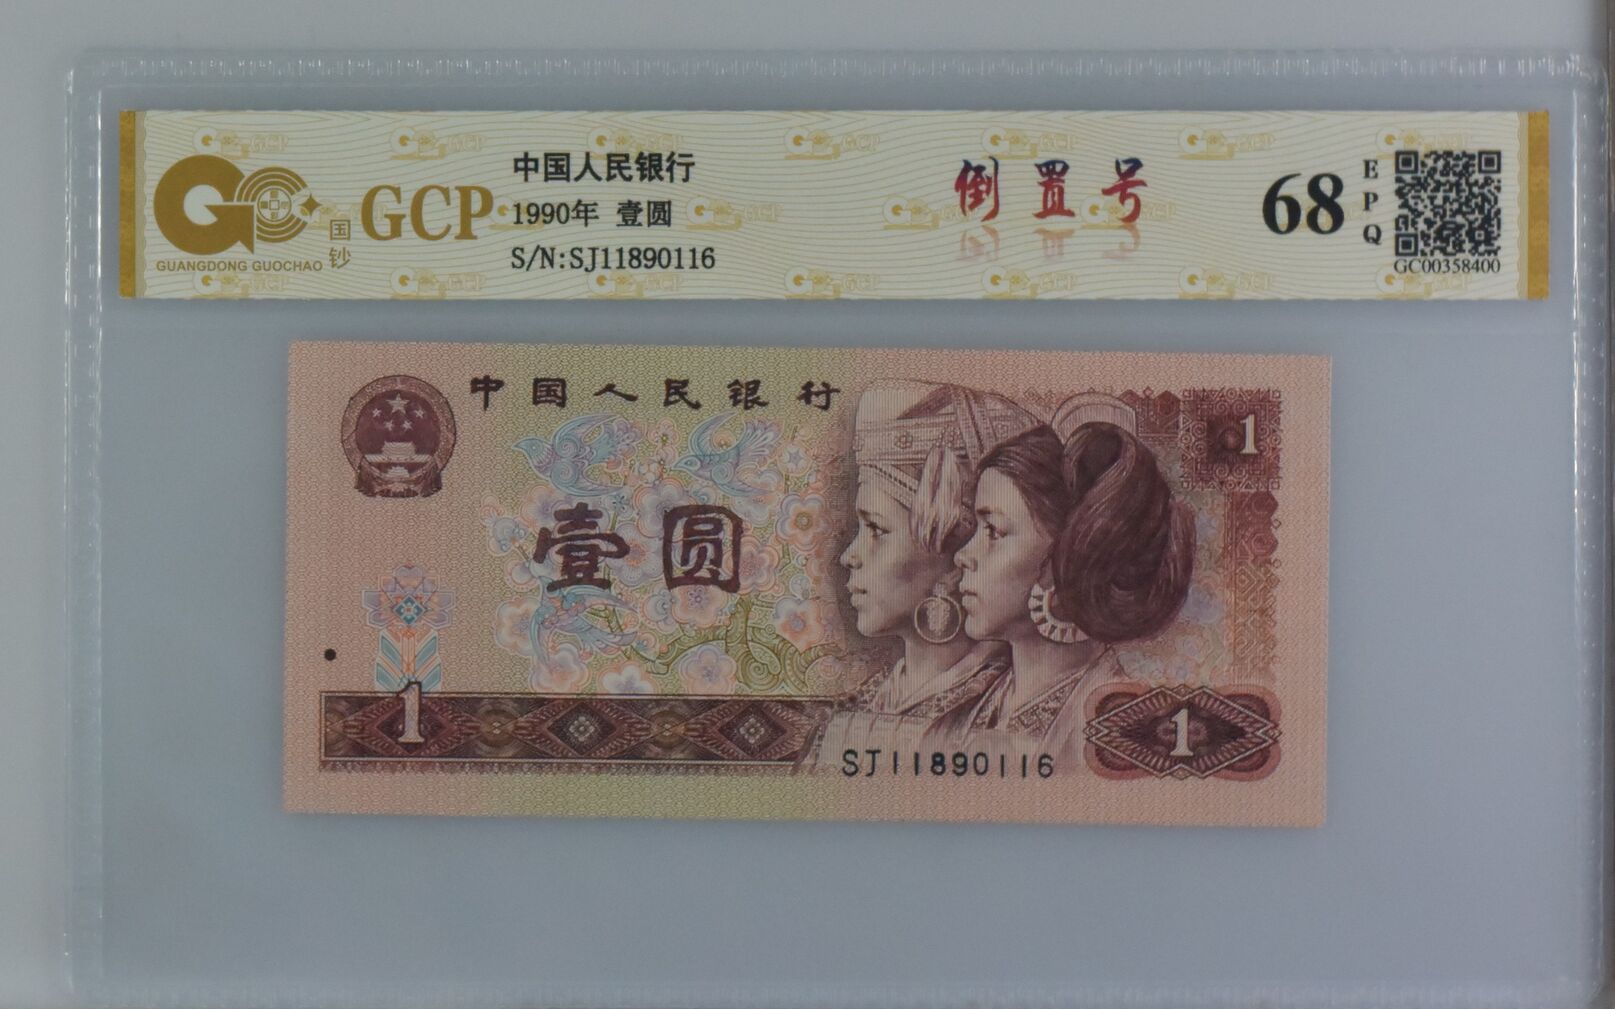 GCP
GUANGDONG GUOCHAO
国钞
中国人民银行
1990年 壹圆
S/N:SJ11890116
倒置号
68
EPQ
GC00358400
中国人民银行
1
壹圆
1
SJ11890116
1